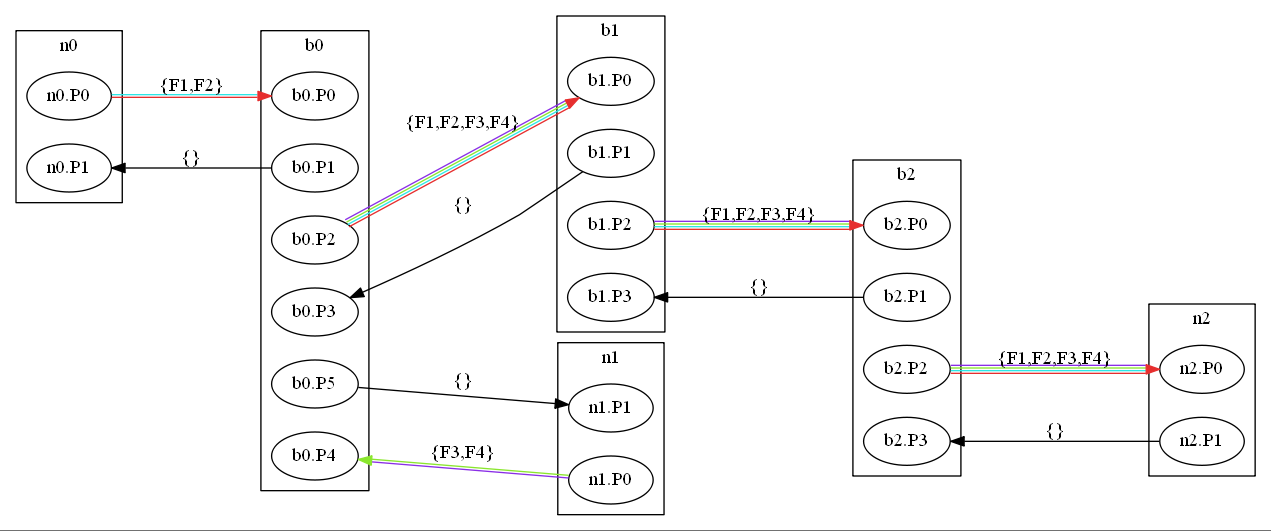 n0
n0.P0
n0.P1
{F1,F2}
{}
b0
b0.P0
b0.P1
b0.P2
b0.P3
b0.P5
b0.P4
{F1,F2,F3,F4}
{}
{}
{F3,F4}
b1
b1.P0
b1.P1
b1.P2
b1.P3
n1
n1.P1
n1.P0
{F1,F2,F3,F4}
{}
b2
b2.P0
b2.P1
b2.P2
b2.P3
{F1,F2,F3,F4}
{}
n2
n2.P0
n2.P1